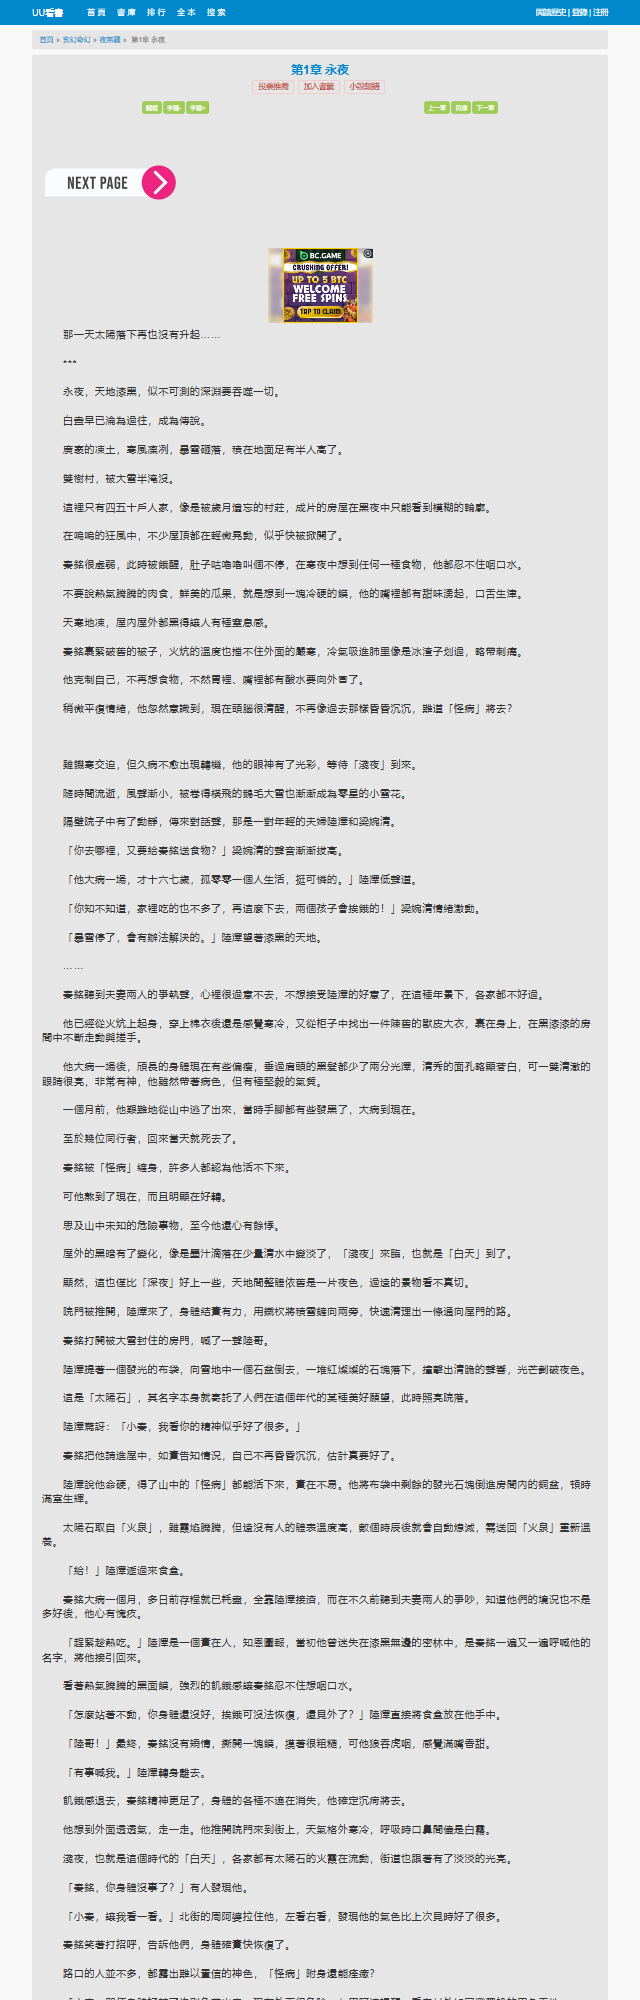 UU看書 首頁 書庫 排行 全本 搜索 閱讀歷史 | 登錄 | 注冊
首頁 » 玄幻奇幻 » 夜無疆 » 第1章 永夜
第1章 永夜
投票推薦 加入書籤 小說報錯
關燈 字號- 字號+ 上一章 目錄 下一章
NEXT PAGE
BC.GAME
CRUSHING OFFER!
UP TO 5 BTC
WELCOME
FREE SPINS
TAP TO CLAIM
那一天太陽落下再也沒有升起……
***
永夜，天地漆黑，似不可測的深淵要吞噬一切。
白晝早已淪為過往，成為傳說。
廣袤的凍土，寒風凜冽，暴雪砸落，積在地面足有半人高了。
雙樹村，被大雪半淹沒。
這裡只有四五十戶人家，像是被歲月遺忘的村莊，成片的房屋在黑夜中只能看到模糊的輪廓。
在嗚嗚的狂風中，不少屋頂都在輕微晃動，似乎快被掀開了。
秦銘很虛弱，此時被餓醒，肚子咕嚕嚕叫個不停，在寒夜中想到任何一種食物，他都忍不住咽口水。
不要說熱氣騰騰的肉食，鮮美的瓜果，就是想到一塊冷硬的饃，他的嘴裡都有甜味湧起，口舌生津。
天寒地凍，屋內屋外都黑得讓人有種窒息感。
秦銘裹緊破舊的被子，火炕的溫度也擋不住外面的嚴寒，冷氣吸進肺里像是冰渣子划過，略帶刺痛。
他克制自己，不再想食物，不然胃裡、嘴裡都有酸水要向外冒了。
稍微平復情緒，他忽然意識到，現在頭腦很清醒，不再像過去那樣昏昏沉沉，難道「怪病」將去？
雖饑寒交迫，但久病不愈出現轉機，他的眼神有了光彩，等待「淺夜」到來。
隨時間流逝，風聲漸小，被卷得橫飛的鵝毛大雪也漸漸成為零星的小雪花。
隔壁院子中有了動靜，傳來對話聲，那是一對年輕的夫婦陸澤和梁婉清。
「你去哪裡，又要給秦銘送食物？」梁婉清的聲音漸漸拔高。
「他大病一場，才十六七歲，孤零零一個人生活，挺可憐的。」陸澤低聲道。
「你知不知道，家裡吃的也不多了，再這麼下去，兩個孩子會挨餓的！」梁婉清情緒激動。
「暴雪停了，會有辦法解決的。」陸澤望著漆黑的天地。
……
秦銘聽到夫妻兩人的爭執聲，心裡很過意不去，不想接受陸澤的好意了，在這種年景下，各家都不好過。
他已經從火炕上起身，穿上棉衣後還是感覺寒冷，又從柜子中找出一件陳舊的獸皮大衣，裹在身上，在黑漆漆的房
間中不斷走動與搓手。
他大病一場後，頎長的身體現在有些偏瘦，垂過肩頭的黑髮都少了兩分光澤，清秀的面孔略顯蒼白，可一雙清澈的
眼睛很亮，非常有神，他雖然帶著病色，但有種堅毅的氣質。
一個月前，他艱難地從山中逃了出來，當時手腳都有些發黑了，大病到現在。
至於幾位同行者，回來當天就死去了。
秦銘被「怪病」纏身，許多人都認為他活不下來。
可他熬到了現在，而且明顯在好轉。
思及山中未知的危險事物，至今他還心有餘悸。
屋外的黑暗有了變化，像是墨汁滴落在少量清水中變淡了，「淺夜」來臨，也就是「白天」到了。
顯然，這也僅比「深夜」好上一些，天地間整體依舊是一片夜色，過遠的景物看不真切。
院門被推開，陸澤來了，身體結實有力，用鐵杴將積雪鏟向兩旁，快速清理出一條通向屋門的路。
秦銘打開被大雪封住的房門，喊了一聲陸哥。
陸澤提著一個發光的布袋，向雪地中一個石盆倒去，一堆紅燦燦的石塊落下，撞擊出清脆的聲響，光芒劃破夜色。
這是「太陽石」，其名字本身就寄託了人們在這個年代的某種美好願望，此時照亮院落。
陸澤驚訝：「小秦，我看你的精神似乎好了很多。」
秦銘把他請進屋中，如實告知情況，自己不再昏昏沉沉，估計真要好了。
陸澤說他命硬，得了山中的「怪病」都能活下來，實在不易。他將布袋中剩餘的發光石塊倒進房間內的銅盆，頓時
滿室生輝。
太陽石取自「火泉」，雖霞焰騰騰，但遠沒有人的體表溫度高，數個時辰後就會自動熄滅，需送回「火泉」重新溫
養。
「給！」陸澤遞過來食盒。
秦銘大病一個月，多日前存糧就已耗盡，全靠陸澤接濟，而在不久前聽到夫妻兩人的爭吵，知道他們的境況也不是
多好後，他心有愧疚。
「趕緊趁熱吃。」陸澤是一個實在人，知恩圖報，當初他曾迷失在漆黑無邊的密林中，是秦銘一遍又一遍呼喊他的
名字，將他接引回來。
看著熱氣騰騰的黑面饃，強烈的飢餓感讓秦銘忍不住想咽口水。
「怎麼站著不動，你身體還沒好，挨餓可沒法恢復，還見外了？」陸澤直接將食盒放在他手中。
「陸哥！」最終，秦銘沒有矯情，撕開一塊饃，摸著很粗糙，可他狼吞虎咽，感覺滿嘴香甜。
「有事喊我。」陸澤轉身離去。
飢餓感退去，秦銘精神更足了，身體的各種不適在消失，他確定沉疴將去。
他想到外面透透氣，走一走。他推開院門來到街上，天氣格外寒冷，呼吸時口鼻間儘是白霧。
淺夜，也就是這個時代的「白天」，各家都有太陽石的火霞在流動，街道也跟著有了淡淡的光亮。
「秦銘，你身體沒事了？」有人發現他。
「小秦，讓我看一看。」北街的周阿婆拉住他，左看右看，發現他的氣色比上次見時好了很多。
秦銘笑著打招呼，告訴他們，身體確實快恢復了。
路口的人並不多，都露出難以置信的神色，「怪病」附身還能痊癒？